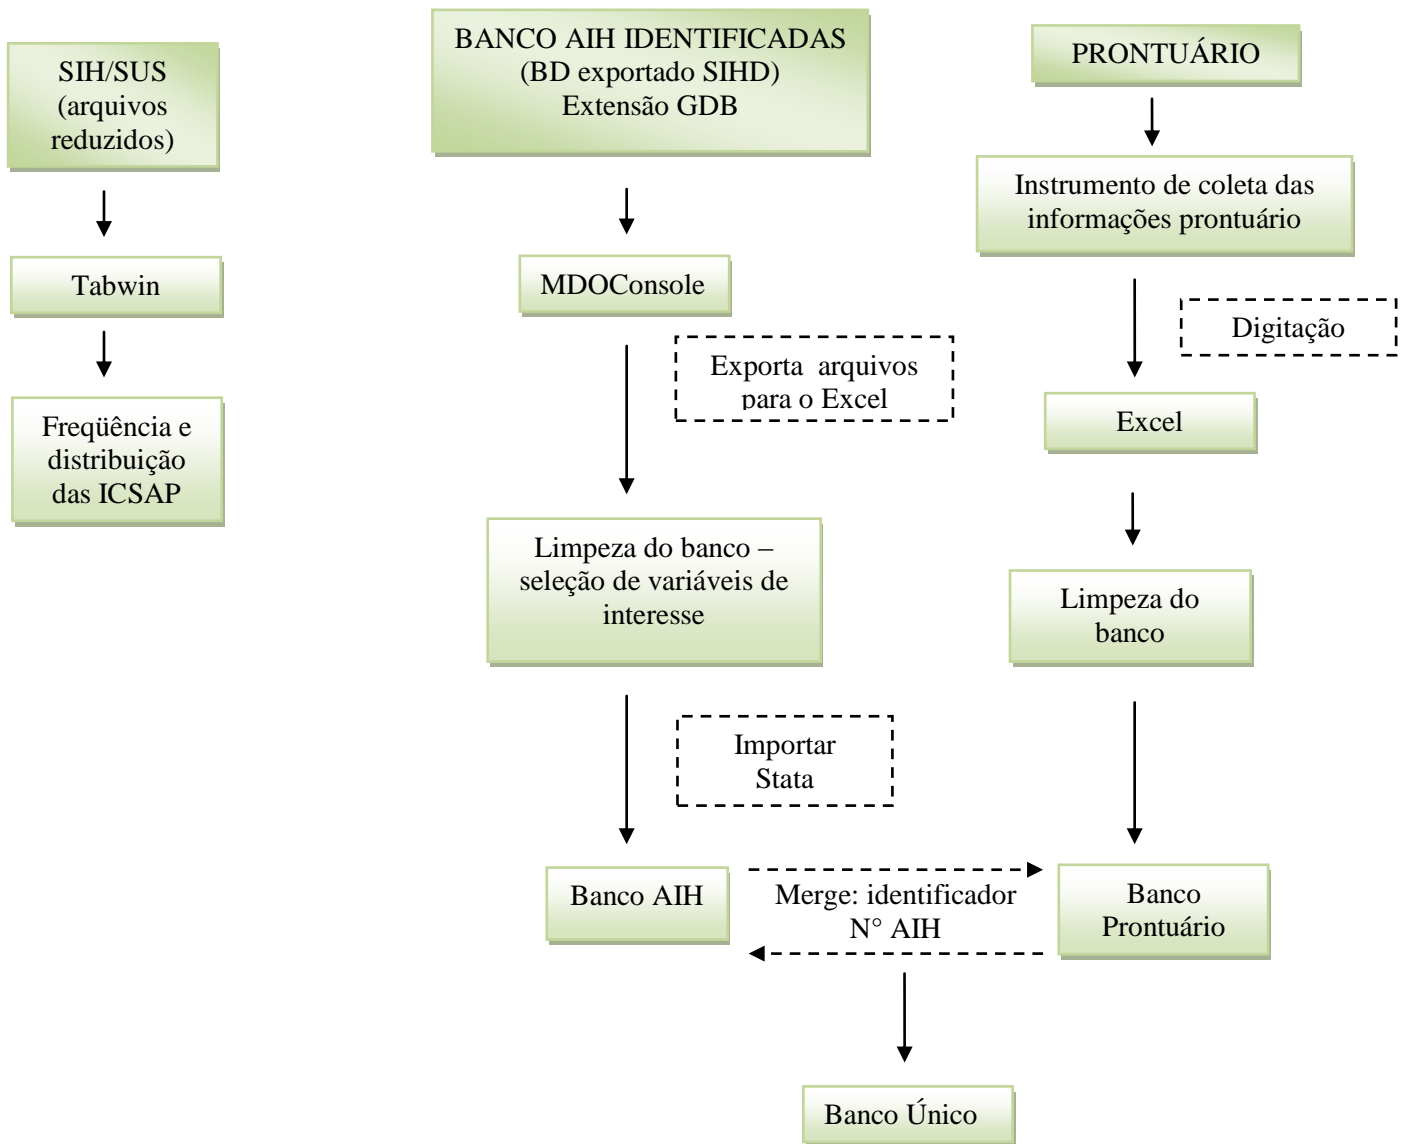 SIH/SUS
(arquivos
reduzidos)
Tabwin
Freqüência e
distribuição
das ICSAP
BANCO AIH IDENTIFICADAS
(BD exportado SIHD)
Extensão GDB
MDOConsole
Exporta arquivos
para o Excel
Limpeza do banco –
seleção de variáveis de
interesse
Importar
Stata
Banco AIH
PRONTUÁRIO
Instrumento de coleta das
informações prontuário
Digitação
Excel
Limpeza do
banco
Banco
Prontuário
Merge: identificador
N° AIH
Banco Único